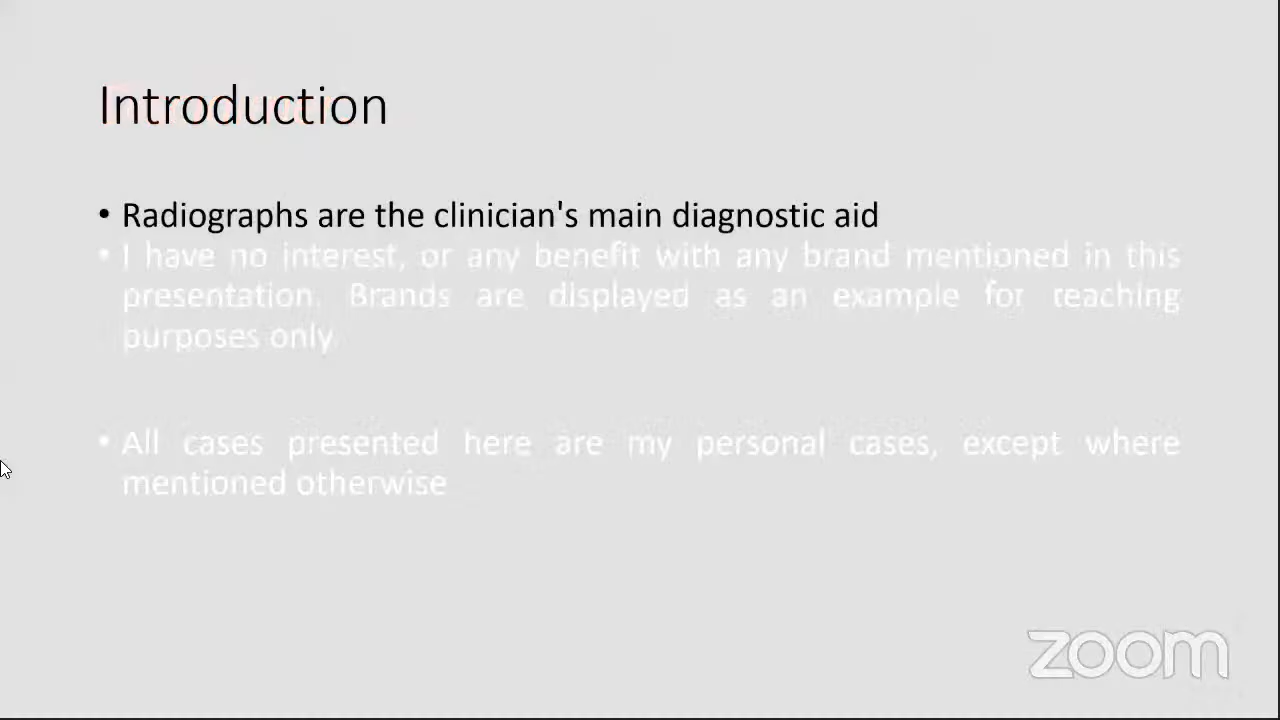 Introduction
• Radiographs are the clinician's main diagnostic aid
• I have no interest, or any benefit with any brand mentioned in this
presentation. Brands are displayed as an example for teaching
purposes only
• All cases presented here are my personal cases, except where
mentioned otherwise
zoom